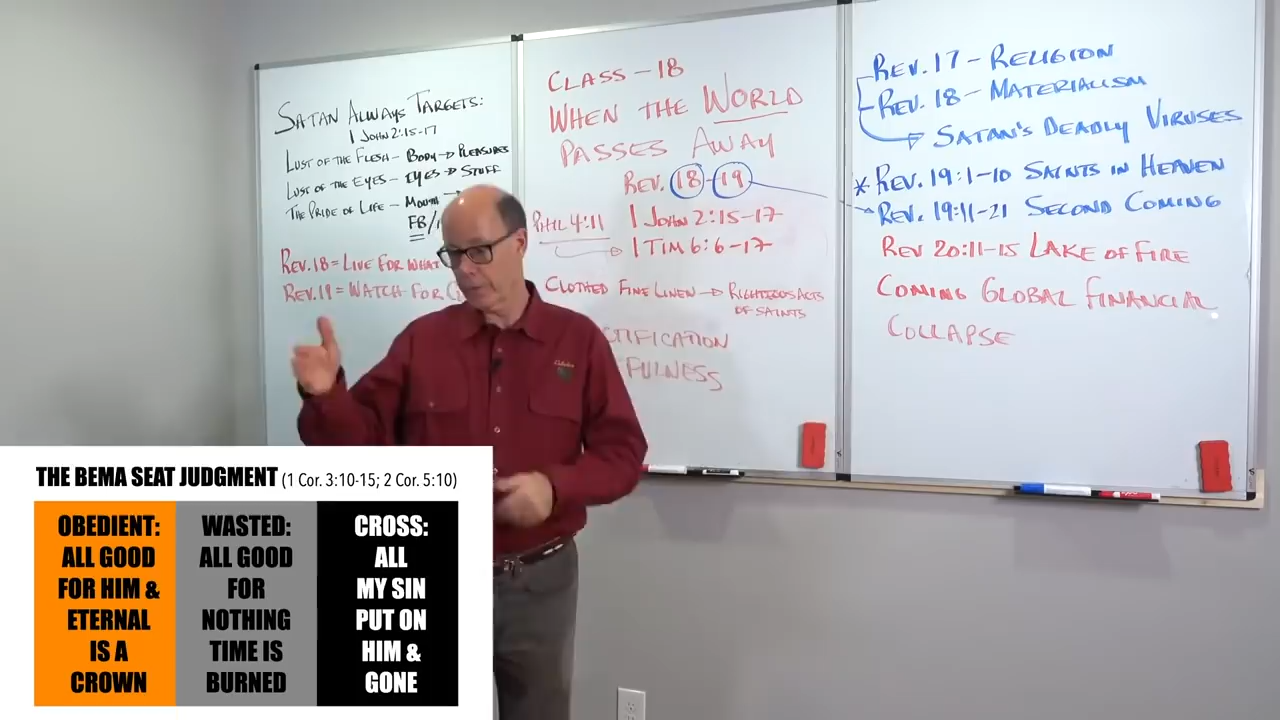 SATAN ALWAYS TARGETS:
1 JOHN 2:15-17
LUST OF THE FLESH - BODY → PLEASURES
LUST OF THE EYES - EYES → STUFF
THE PRIDE OF LIFE - MOUTH →
FB/
REV. 18 = LIVE FOR WHAT
REV. 19 = WATCH FOR
CLASS - 18
WHEN THE WORLD
PASSES AWAY
REV. 18-19
PHIL 4:11
1 JOHN 2:15-17
1 TIM 6:6-17
CLOTHED FINE LINEN → RIGHTEOUS ACTS
OF SAINTS
REV. 17 - RELIGION
REV. 18 - MATERIALISM
SATAN'S DEADLY VIRUSES
* REV. 19:1-10 SAINTS IN HEAVEN
REV. 19:11-21 SECOND COMING
REV 20:11-15 LAKE OF FIRE
COMING GLOBAL FINANCIAL
COLLAPSE
THE BEMA SEAT JUDGMENT (1 Cor. 3:10-15; 2 Cor. 5:10)
OBEDIENT:
ALL GOOD
FOR HIM &
ETERNAL
IS A
CROWN
WASTED:
ALL GOOD
FOR
NOTHING
TIME IS
BURNED
CROSS:
ALL
MY SIN
PUT ON
HIM &
GONE